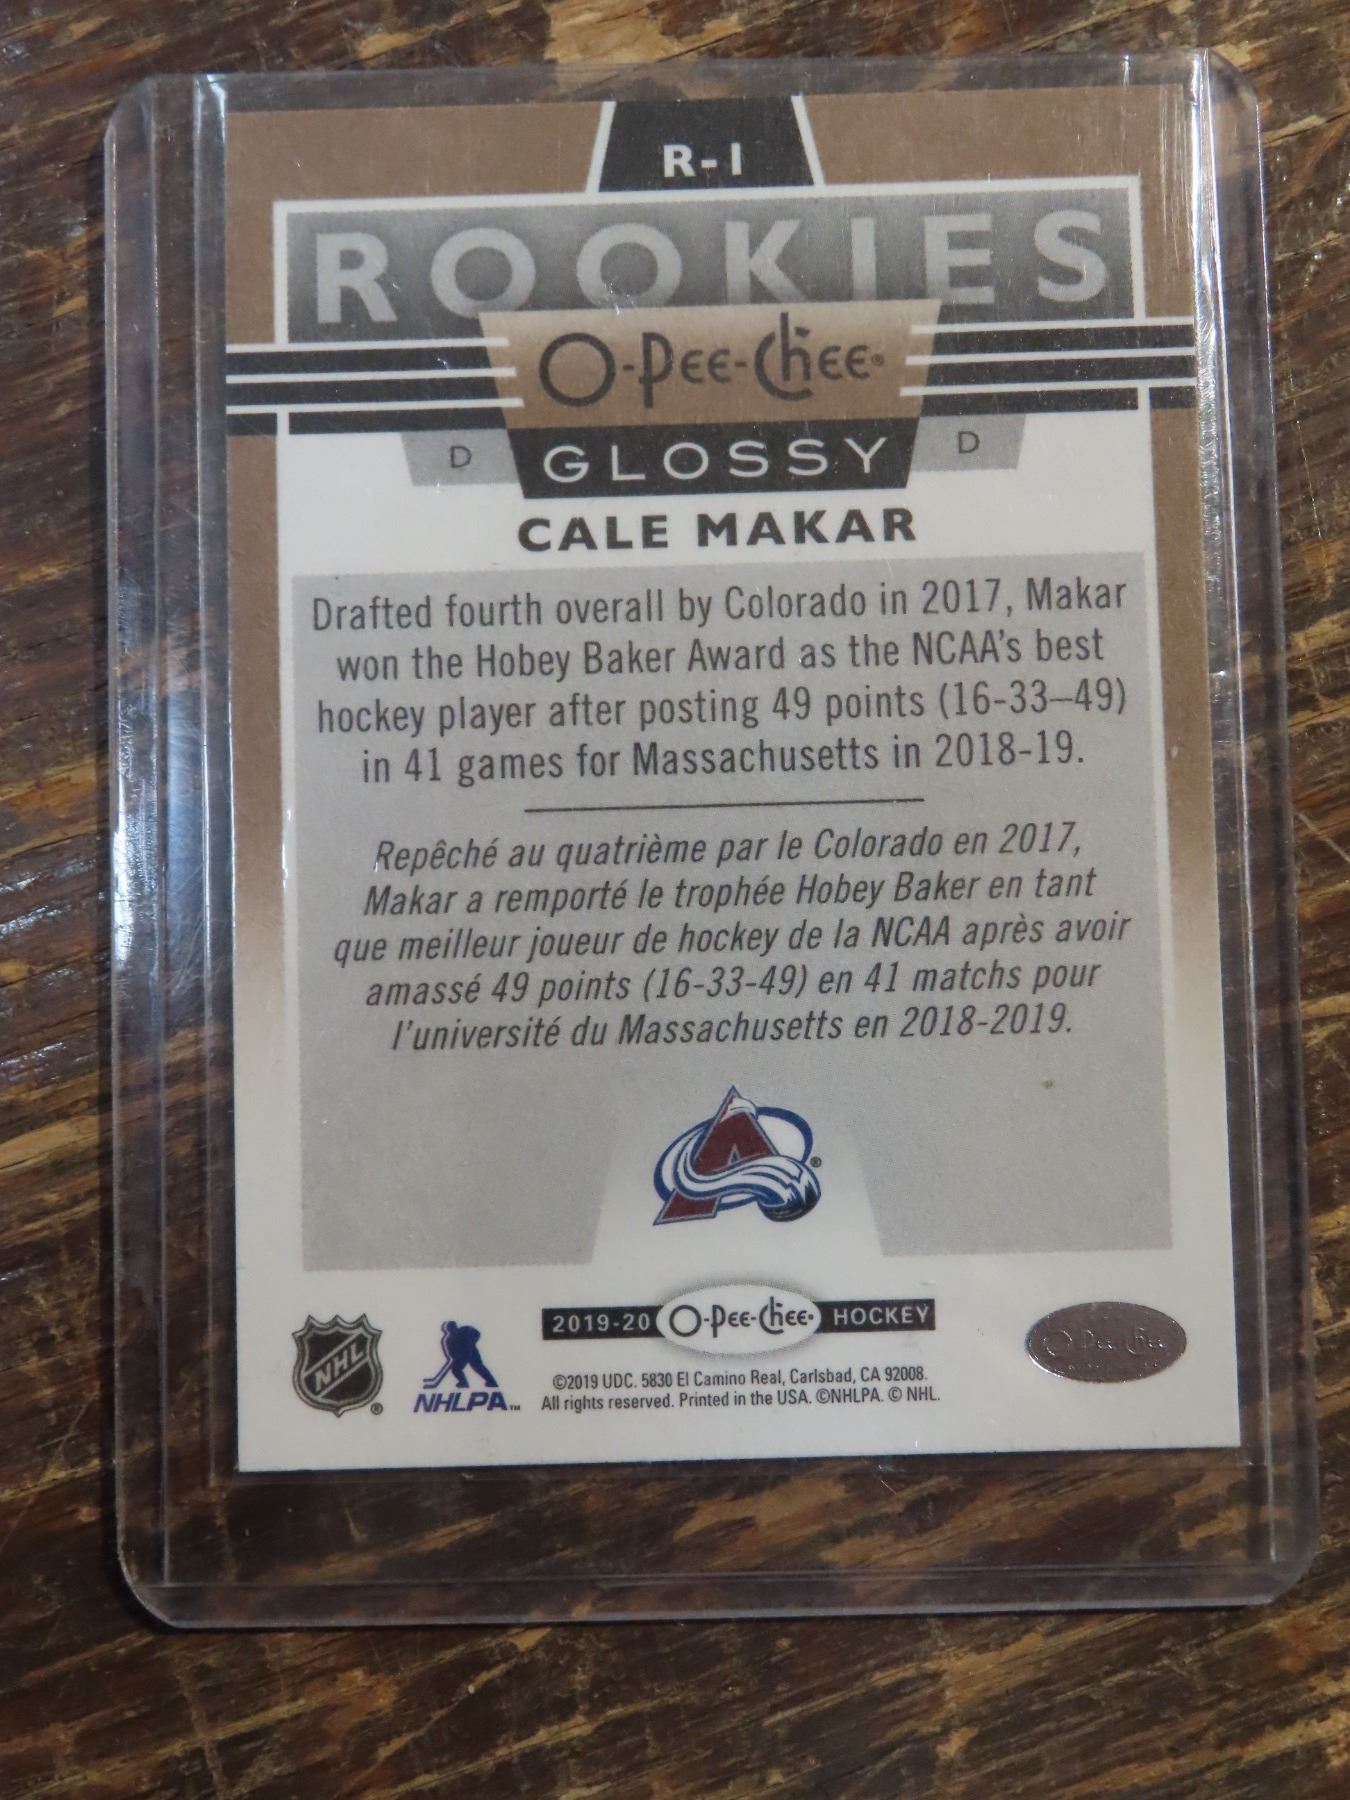 R-1
ROOKIES
O-Pee-Chee®
D GLOSSY D
CALE MAKAR
Drafted fourth overall by Colorado in 2017, Makar
won the Hobey Baker Award as the NCAA's best
hockey player after posting 49 points (16-33–49)
in 41 games for Massachusetts in 2018-19.
Repêché au quatrième par le Colorado en 2017,
Makar a remporté le trophée Hobey Baker en tant
que meilleur joueur de hockey de la NCAA après avoir
amassé 49 points (16-33-49) en 41 matchs pour
l'université du Massachusetts en 2018-2019.
A ®
2019-20 O-Pee-Chee® HOCKEY
NHL ®
NHLPA™
©2019 UDC. 5830 El Camino Real, Carlsbad, CA 92008.
All rights reserved. Printed in the USA. ©NHLPA. © NHL.
O-Pee-Chee